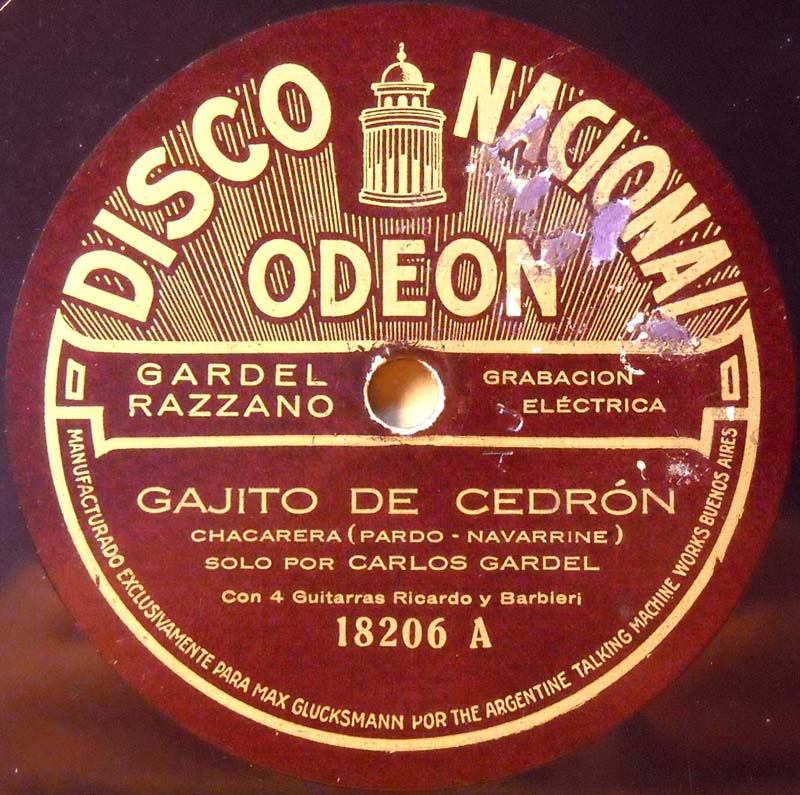 DISCO NACIONAL
ODEON
GARDEL
RAZZANO
GRABACION
ELÉCTRICA
GAJITO DE CEDRÓN
CHACARERA (PARDO - NAVARRINE)
SOLO POR CARLOS GARDEL
Con 4 Guitarras Ricardo y Barbieri
18206 A
MANUFACTURADO EXCLUSIVAMENTE PARA MAX GLUCKSMANN POR THE ARGENTINE TALKING MACHINE WORKS BUENOS AIRES